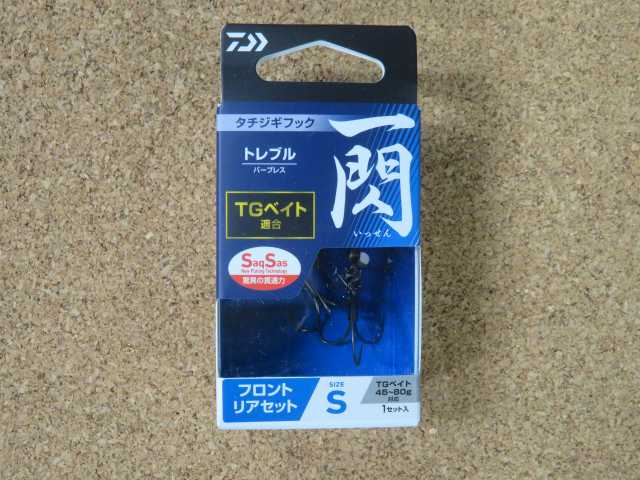 タチジギフック
一閃
いっせん
トレブル
バーブレス
TGベイト
適合
SaqSas
New Plating Technology
驚異の貫通力
フロント
リアセット
SIZE
S
TGベイト
45~80g
対応
1セット入